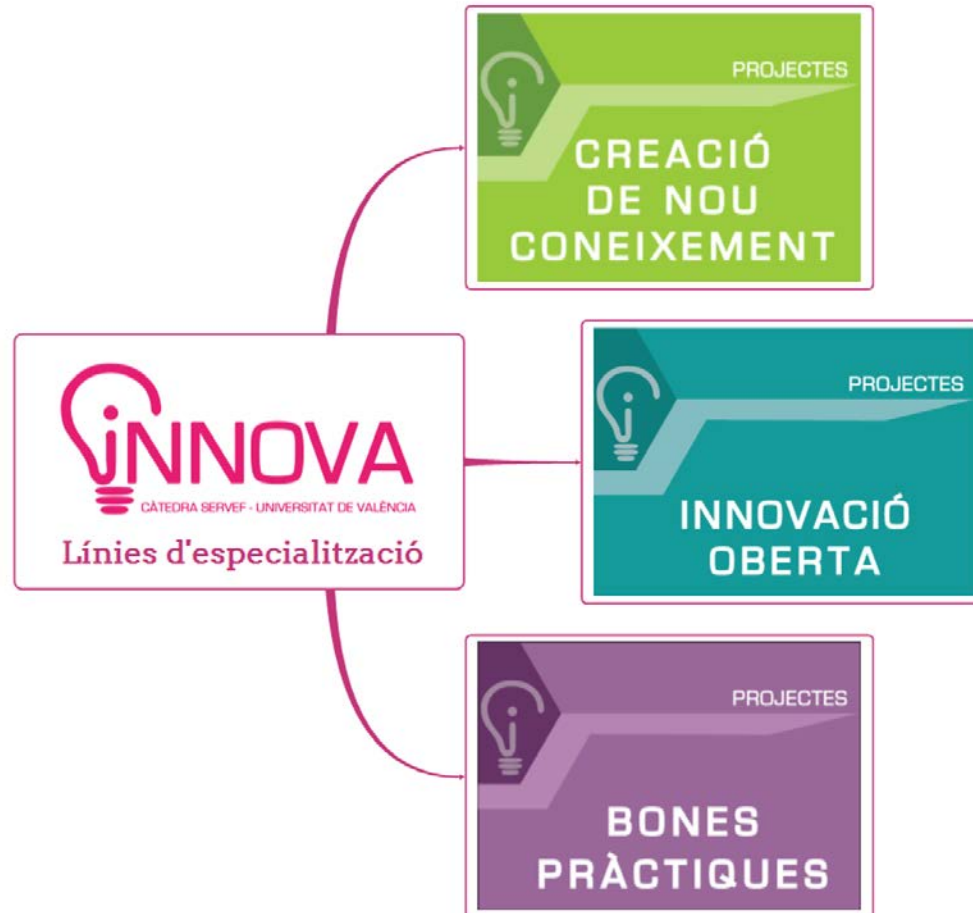 PROJECTES
CREACIÓ
DE NOU
CONEIXEMENT
iNNOVA
CÀTEDRA SERVEF - UNIVERSITAT DE VALÈNCIA
Línies d'especialització
PROJECTES
INNOVACIÓ
OBERTA
PROJECTES
BONES
PRÀCTIQUES